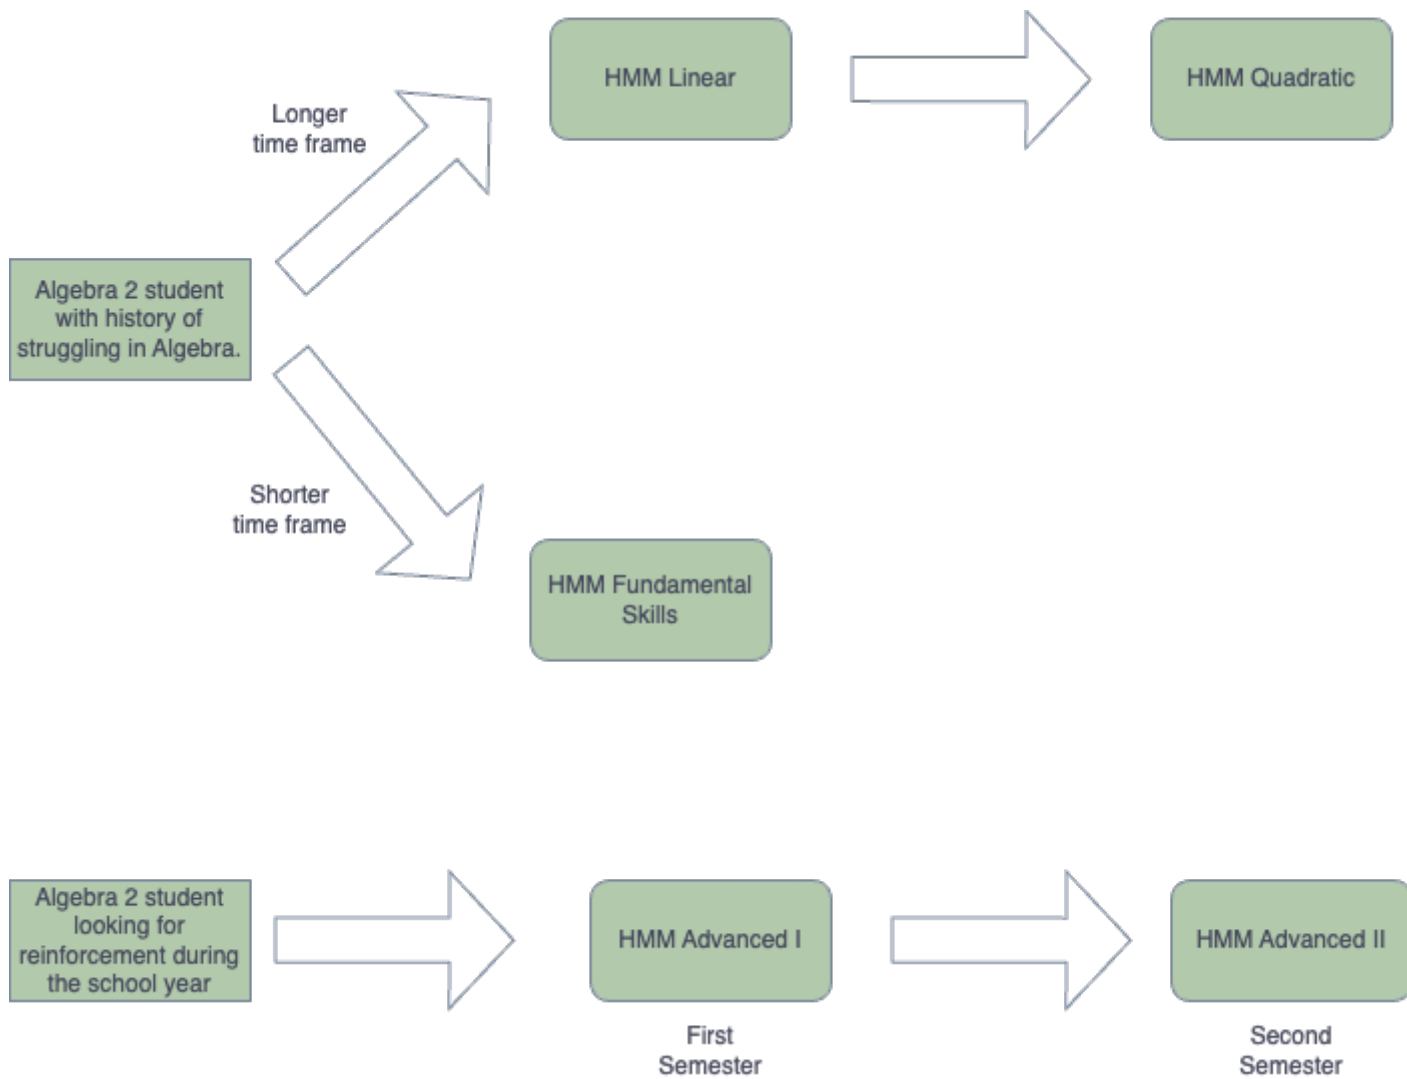 HMM Linear
HMM Quadratic
Longer
time frame
Algebra 2 student
with history of
struggling in Algebra.
Shorter
time frame
HMM Fundamental
Skills
Algebra 2 student
looking for
reinforcement during
the school year
HMM Advanced I
HMM Advanced II
First
Semester
Second
Semester